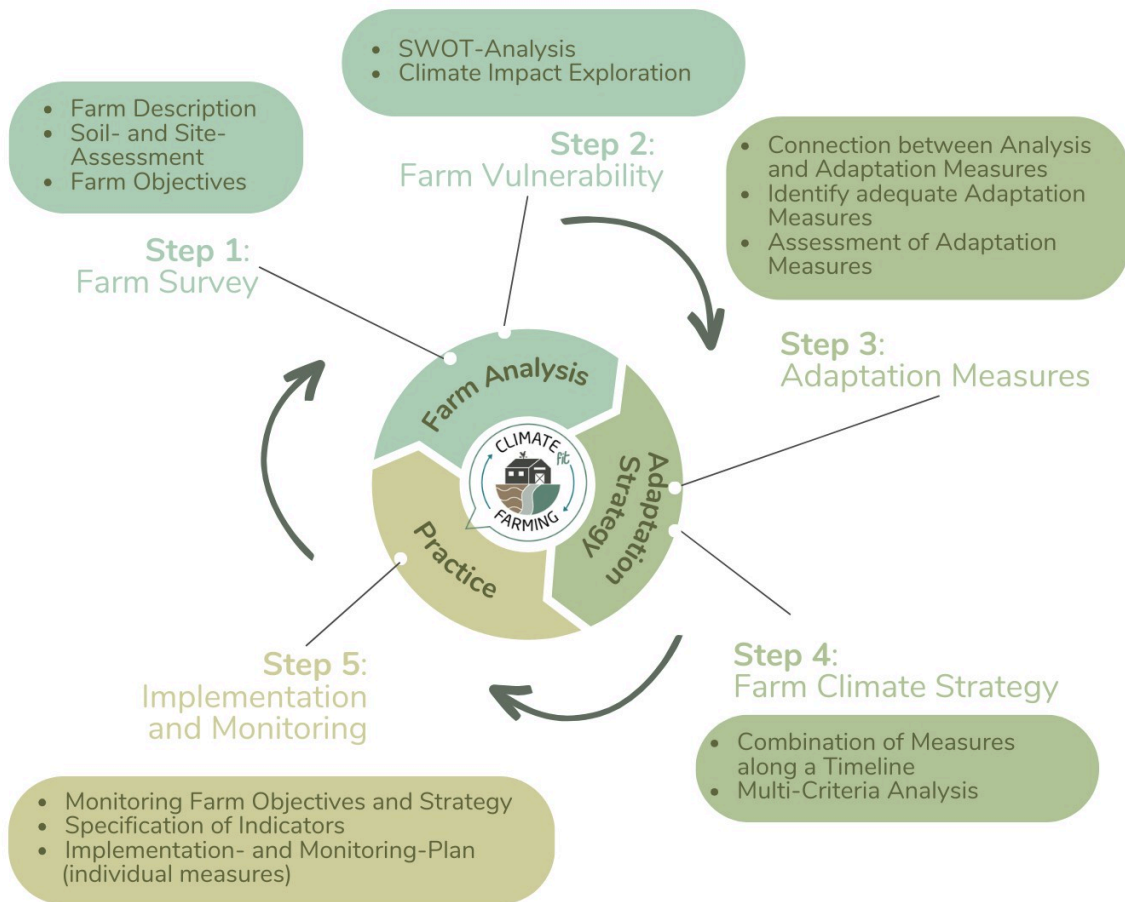 • SWOT-Analysis
• Climate Impact Exploration
Step 2:
Farm Vulnerability
• Farm Description
• Soil- and Site-
Assessment
• Farm Objectives
Step 1:
Farm Survey
• Connection between Analysis
and Adaptation Measures
• Identify adequate Adaptation
Measures
• Assessment of Adaptation
Measures
Step 3:
Adaptation Measures
Farm Analysis
Adaptation
Strategy
Practice
CLIMATE
fit
FARMING
Step 4:
Farm Climate Strategy
• Combination of Measures
along a Timeline
• Multi-Criteria Analysis
Step 5:
Implementation
and Monitoring
• Monitoring Farm Objectives and Strategy
• Specification of Indicators
• Implementation- and Monitoring-Plan
(individual measures)